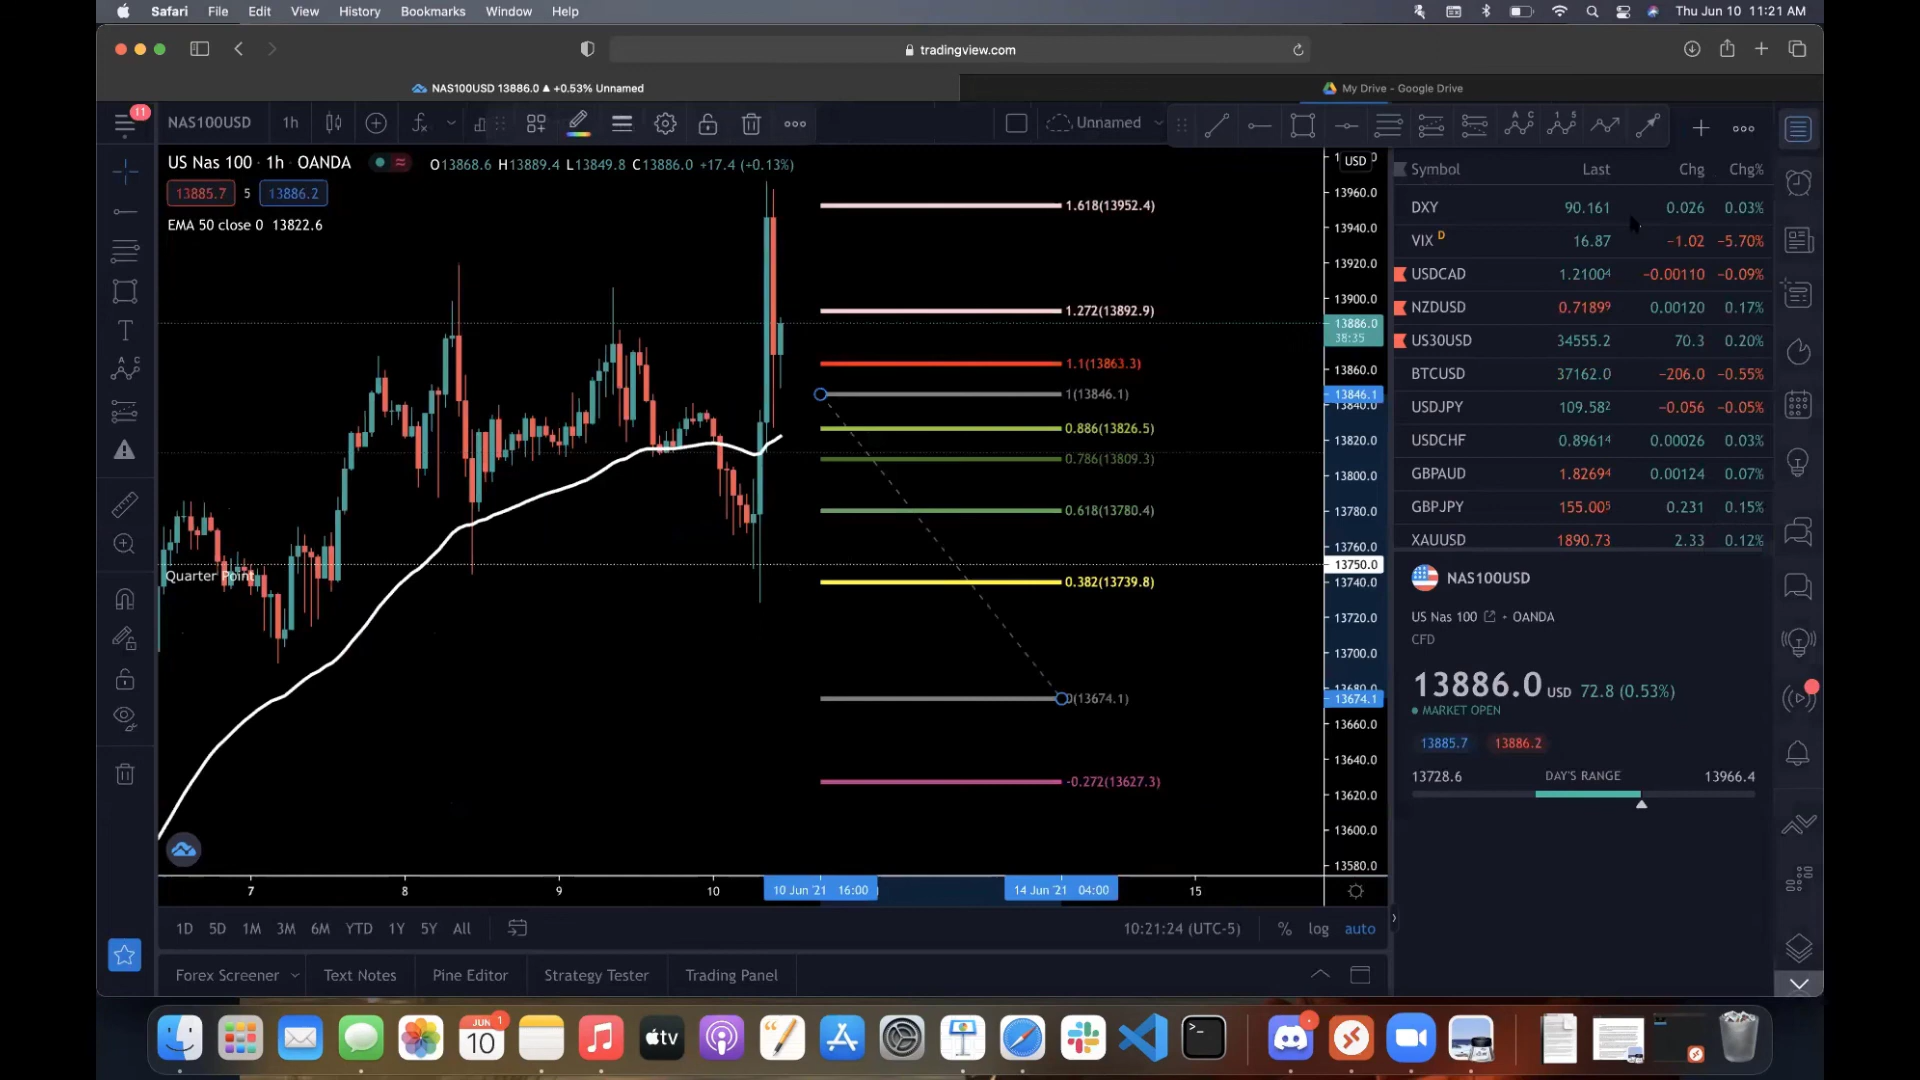 Safari File Edit View History Bookmarks Window Help Thu Jun 10 11:21 AM
tradingview.com
NAS100USD 13886.0 ▲ +0.53% Unnamed
My Drive - Google Drive
11
NAS100USD 1h Unnamed
US Nas 100 · 1h · OANDA
O13868.6 H13889.4 L13849.8 C13886.0 +17.4 (+0.13%)
13885.7 5 13886.2
EMA 50 close 0 13822.6
Quarter Point
1.618(13952.4)
1.272(13892.9)
1.1(13863.3)
1(13846.1)
0.886(13826.5)
0.786(13809.3)
0.618(13780.4)
0.382(13739.8)
0(13674.1)
-0.272(13627.3)
USD
13960.0
13940.0
13920.0
13900.0
13886.0
38:35
13860.0
13846.1
13840.0
13820.0
13800.0
13780.0
13760.0
13750.0
13740.0
13720.0
13700.0
13680.0
13674.1
13660.0
13640.0
13620.0
13600.0
13580.0
7 8 9 10 10 Jun '21 16:00 14 Jun '21 04:00 15
1D 5D 1M 3M 6M YTD 1Y 5Y All 10:21:24 (UTC-5) % log auto
Forex Screener Text Notes Pine Editor Strategy Tester Trading Panel
Symbol Last Chg Chg%
DXY 90.161 0.026 0.03%
VIX D 16.87 −1.02 −5.70%
USDCAD 1.21004 −0.00110 −0.09%
NZDUSD 0.71899 0.00120 0.17%
US30USD 34555.2 70.3 0.20%
BTCUSD 37162.0 −206.0 −0.55%
USDJPY 109.582 −0.056 −0.05%
USDCHF 0.89614 0.00026 0.03%
GBPAUD 1.82694 0.00124 0.07%
GBPJPY 155.005 0.231 0.15%
XAUUSD 1890.73 2.33 0.12%
NAS100USD
US Nas 100 • OANDA
CFD
13886.0 USD 72.8 (0.53%)
MARKET OPEN
13885.7 13886.2
13728.6 DAY'S RANGE 13966.4
JUN 1
10
tv